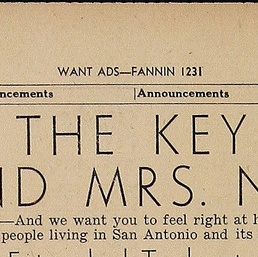 WANT ADS—FANNIN 1231
ncements |Announcements
THE KEY
ND MRS. N
—And we want you to feel right at h
people living in San Antonio and its